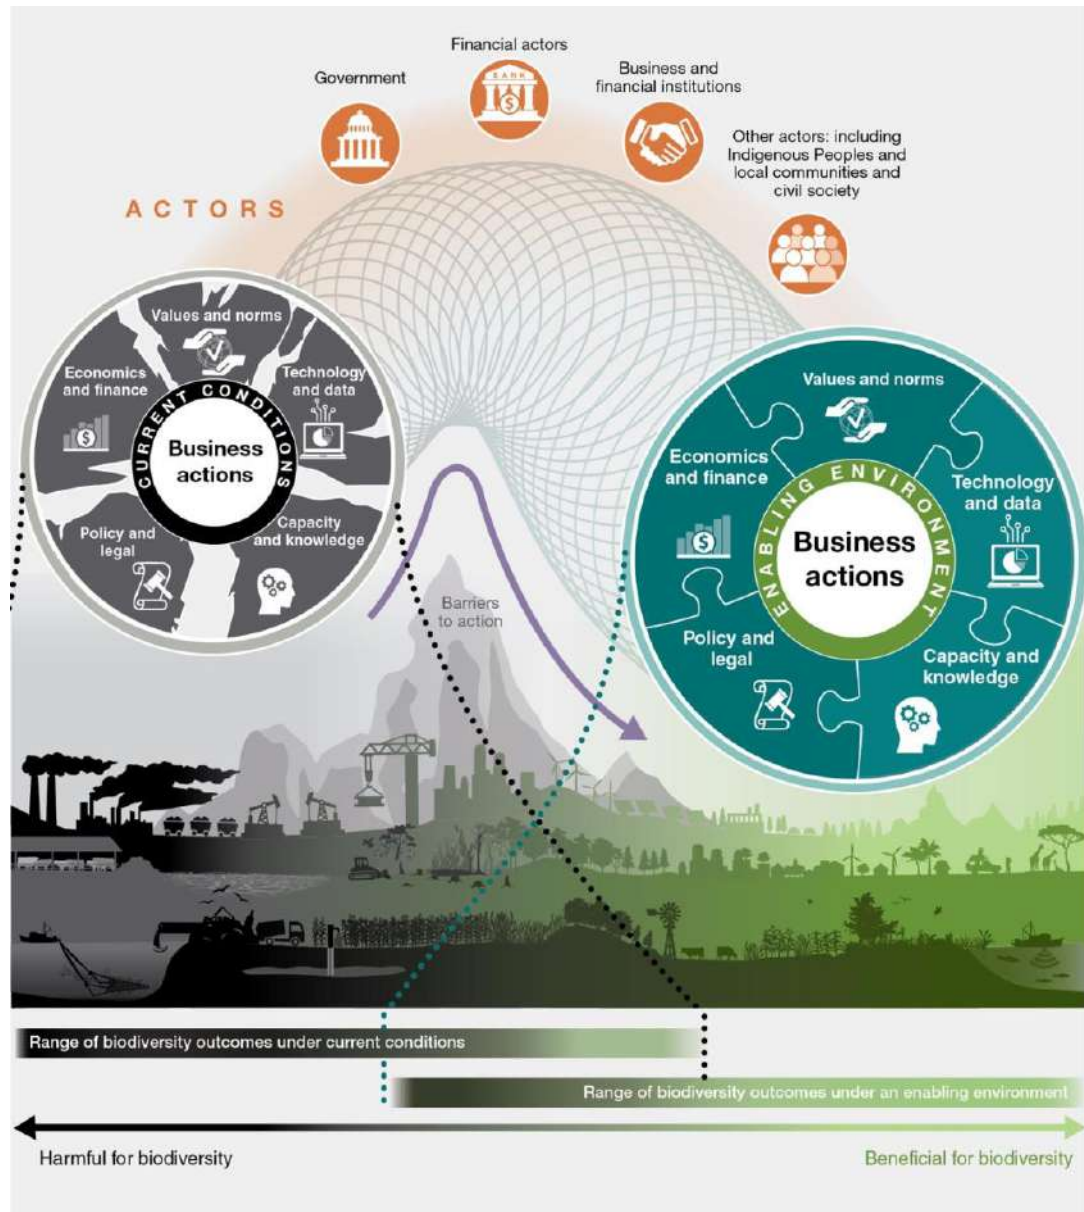 Financial actors
BANK
Government
Business and
financial institutions
Other actors: including
Indigenous Peoples and
local communities and
civil society
ACTORS
Values and norms
Economics
and finance
Technology
and data
CURRENT CONDITIONS
Business
actions
Policy and
legal
Capacity
and knowledge
Values and norms
Economics
and finance
Technology
and data
ENABLING ENVIRONMENT
Business
actions
Policy and
legal
Capacity and
knowledge
Barriers
to action
Range of biodiversity outcomes under current conditions
Range of biodiversity outcomes under an enabling environment
Harmful for biodiversity
Beneficial for biodiversity